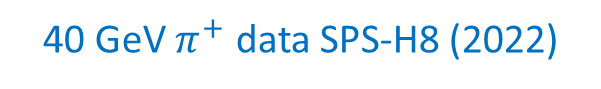 40 GeV π⁺ data SPS-H8 (2022)